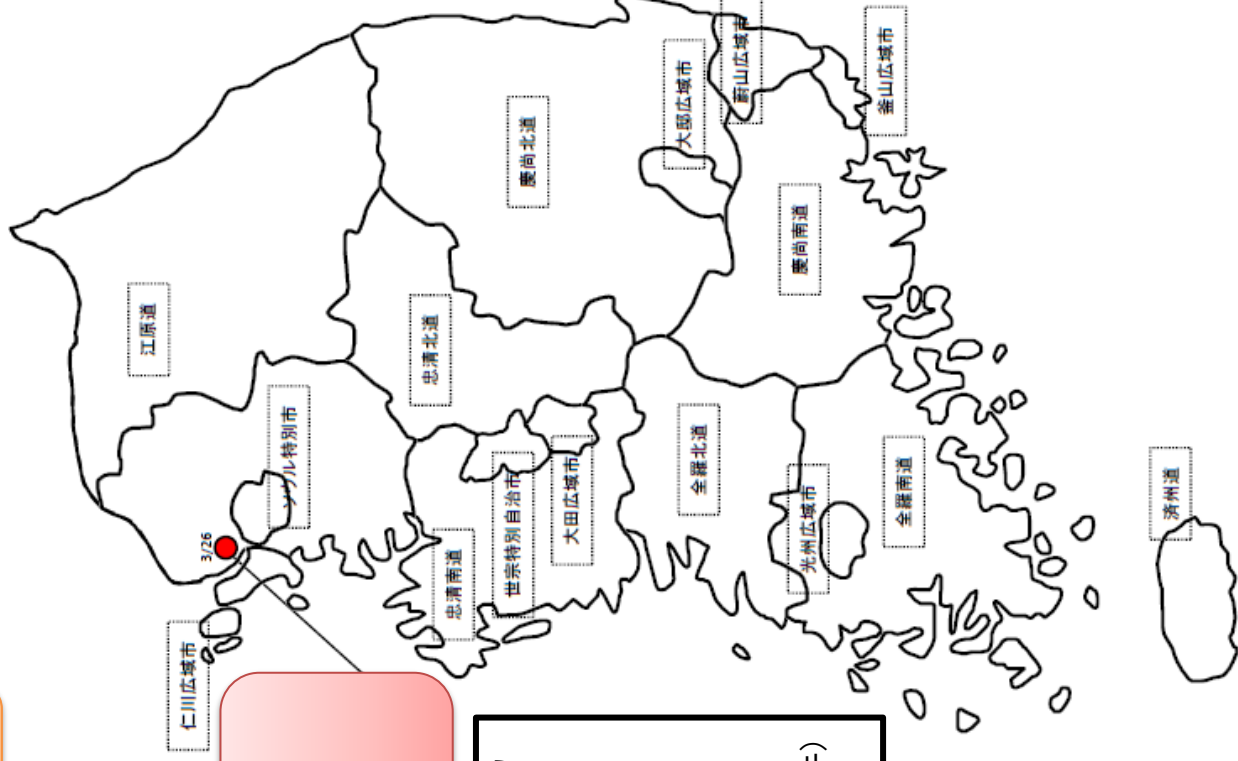 江原道
3/26
ソウル特別市
仁川広域市
忠清北道
慶尚北道
大邱広域市
蔚山広域市
釜山広域市
慶尚南道
忠清南道
世宗特別自治市
大田広域市
全羅北道
光州広域市
全羅南道
済州道